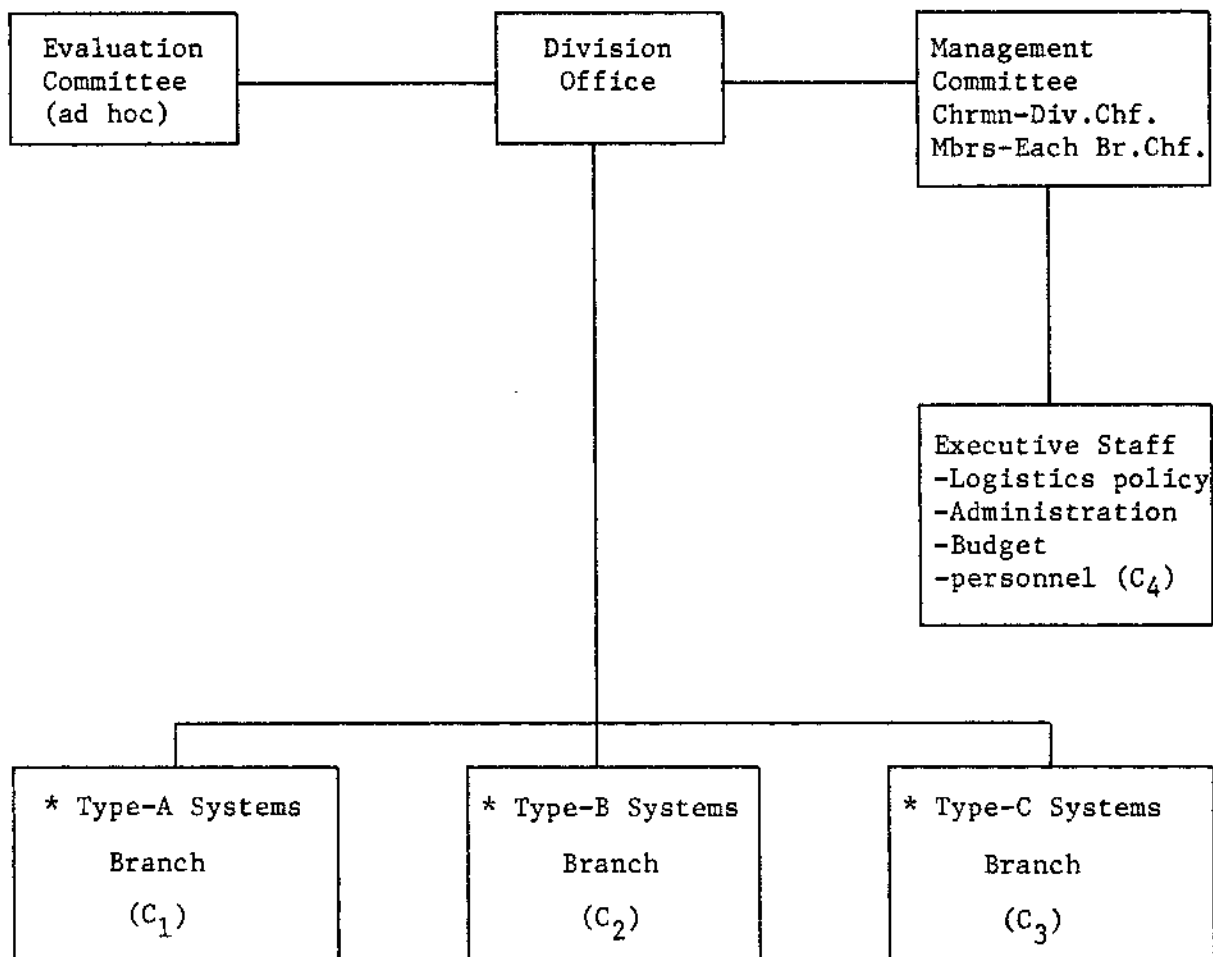 Evaluation
Committee
(ad hoc)
Division
Office
Management
Committee
Chrmn-Div.Chf.
Mbrs-Each Br.Chf.
Executive Staff
-Logistics policy
-Administration
-Budget
-personnel (C4)
* Type-A Systems
Branch
(C1)
* Type-B Systems
Branch
(C2)
* Type-C Systems
Branch
(C3)